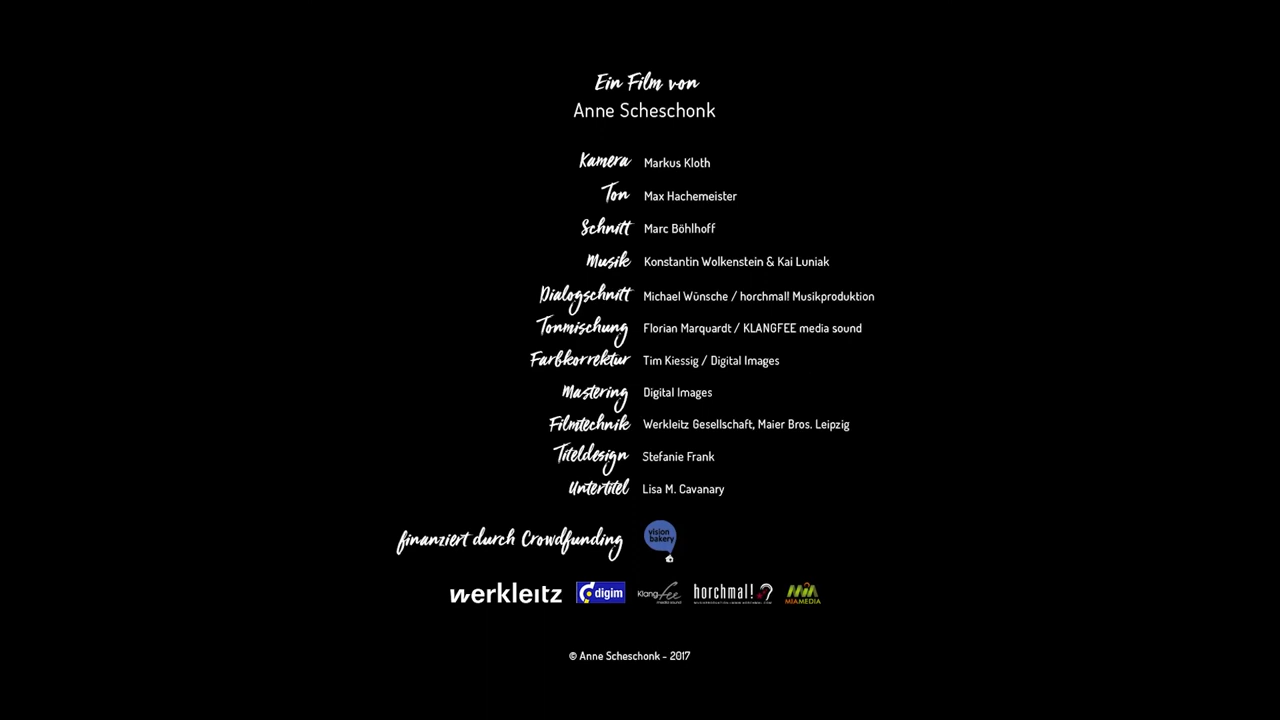 Ein Film von
Anne Scheschonk
Kamera Markus Kloth
Ton Max Hachemeister
Schnitt Marc Böhlhoff
Musik Konstantin Wolkenstein & Kai Luniak
Dialogschnitt Michael Wünsche / horchmal! Musikproduktion
Tonmischung Florian Marquardt / KLANGFEE media sound
Farbkorrektur Tim Kiessig / Digital Images
Mastering Digital Images
Filmtechnik Werkleitz Gesellschaft, Maier Bros. Leipzig
Titeldesign Stefanie Frank
Untertitel Lisa M. Cavanary
finanziert durch Crowdfunding vision bakery
werkleitz digim Klangfee media sound horchmal! MIA MIAMEDIA
© Anne Scheschonk - 2017